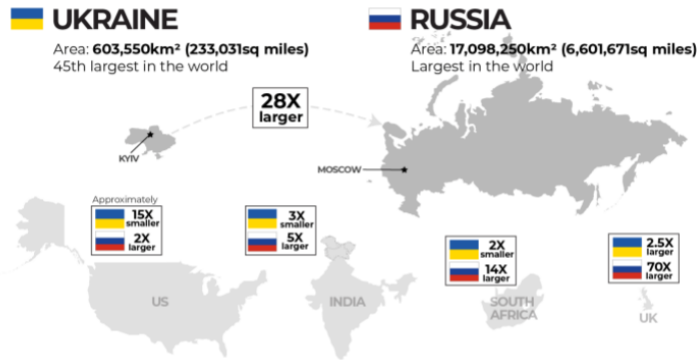 UKRAINE
Area: 603,550km² (233,031sq miles)
45th largest in the world
RUSSIA
Area: 17,098,250km² (6,601,671sq miles)
Largest in the world
28X
larger
KYIV
MOSCOW
Approximately
15X
smaller
2X
larger
US
3X
smaller
5X
larger
INDIA
2X
smaller
14X
larger
SOUTH
AFRICA
2.5X
larger
70X
larger
UK